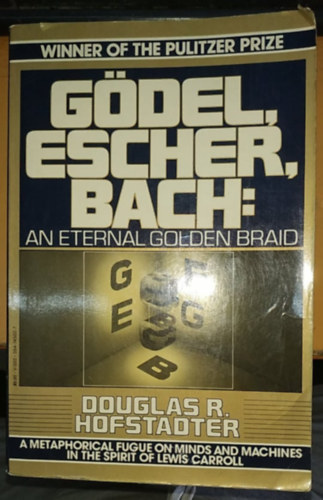 WINNER OF THE PULITZER PRIZE
GÖDEL,
ESCHER,
BACH:
AN ETERNAL GOLDEN BRAID
G
E
B
E
G
DOUGLAS R.
HOFSTADTER
A METAPHORICAL FUGUE ON MINDS AND MACHINES
IN THE SPIRIT OF LEWIS CARROLL